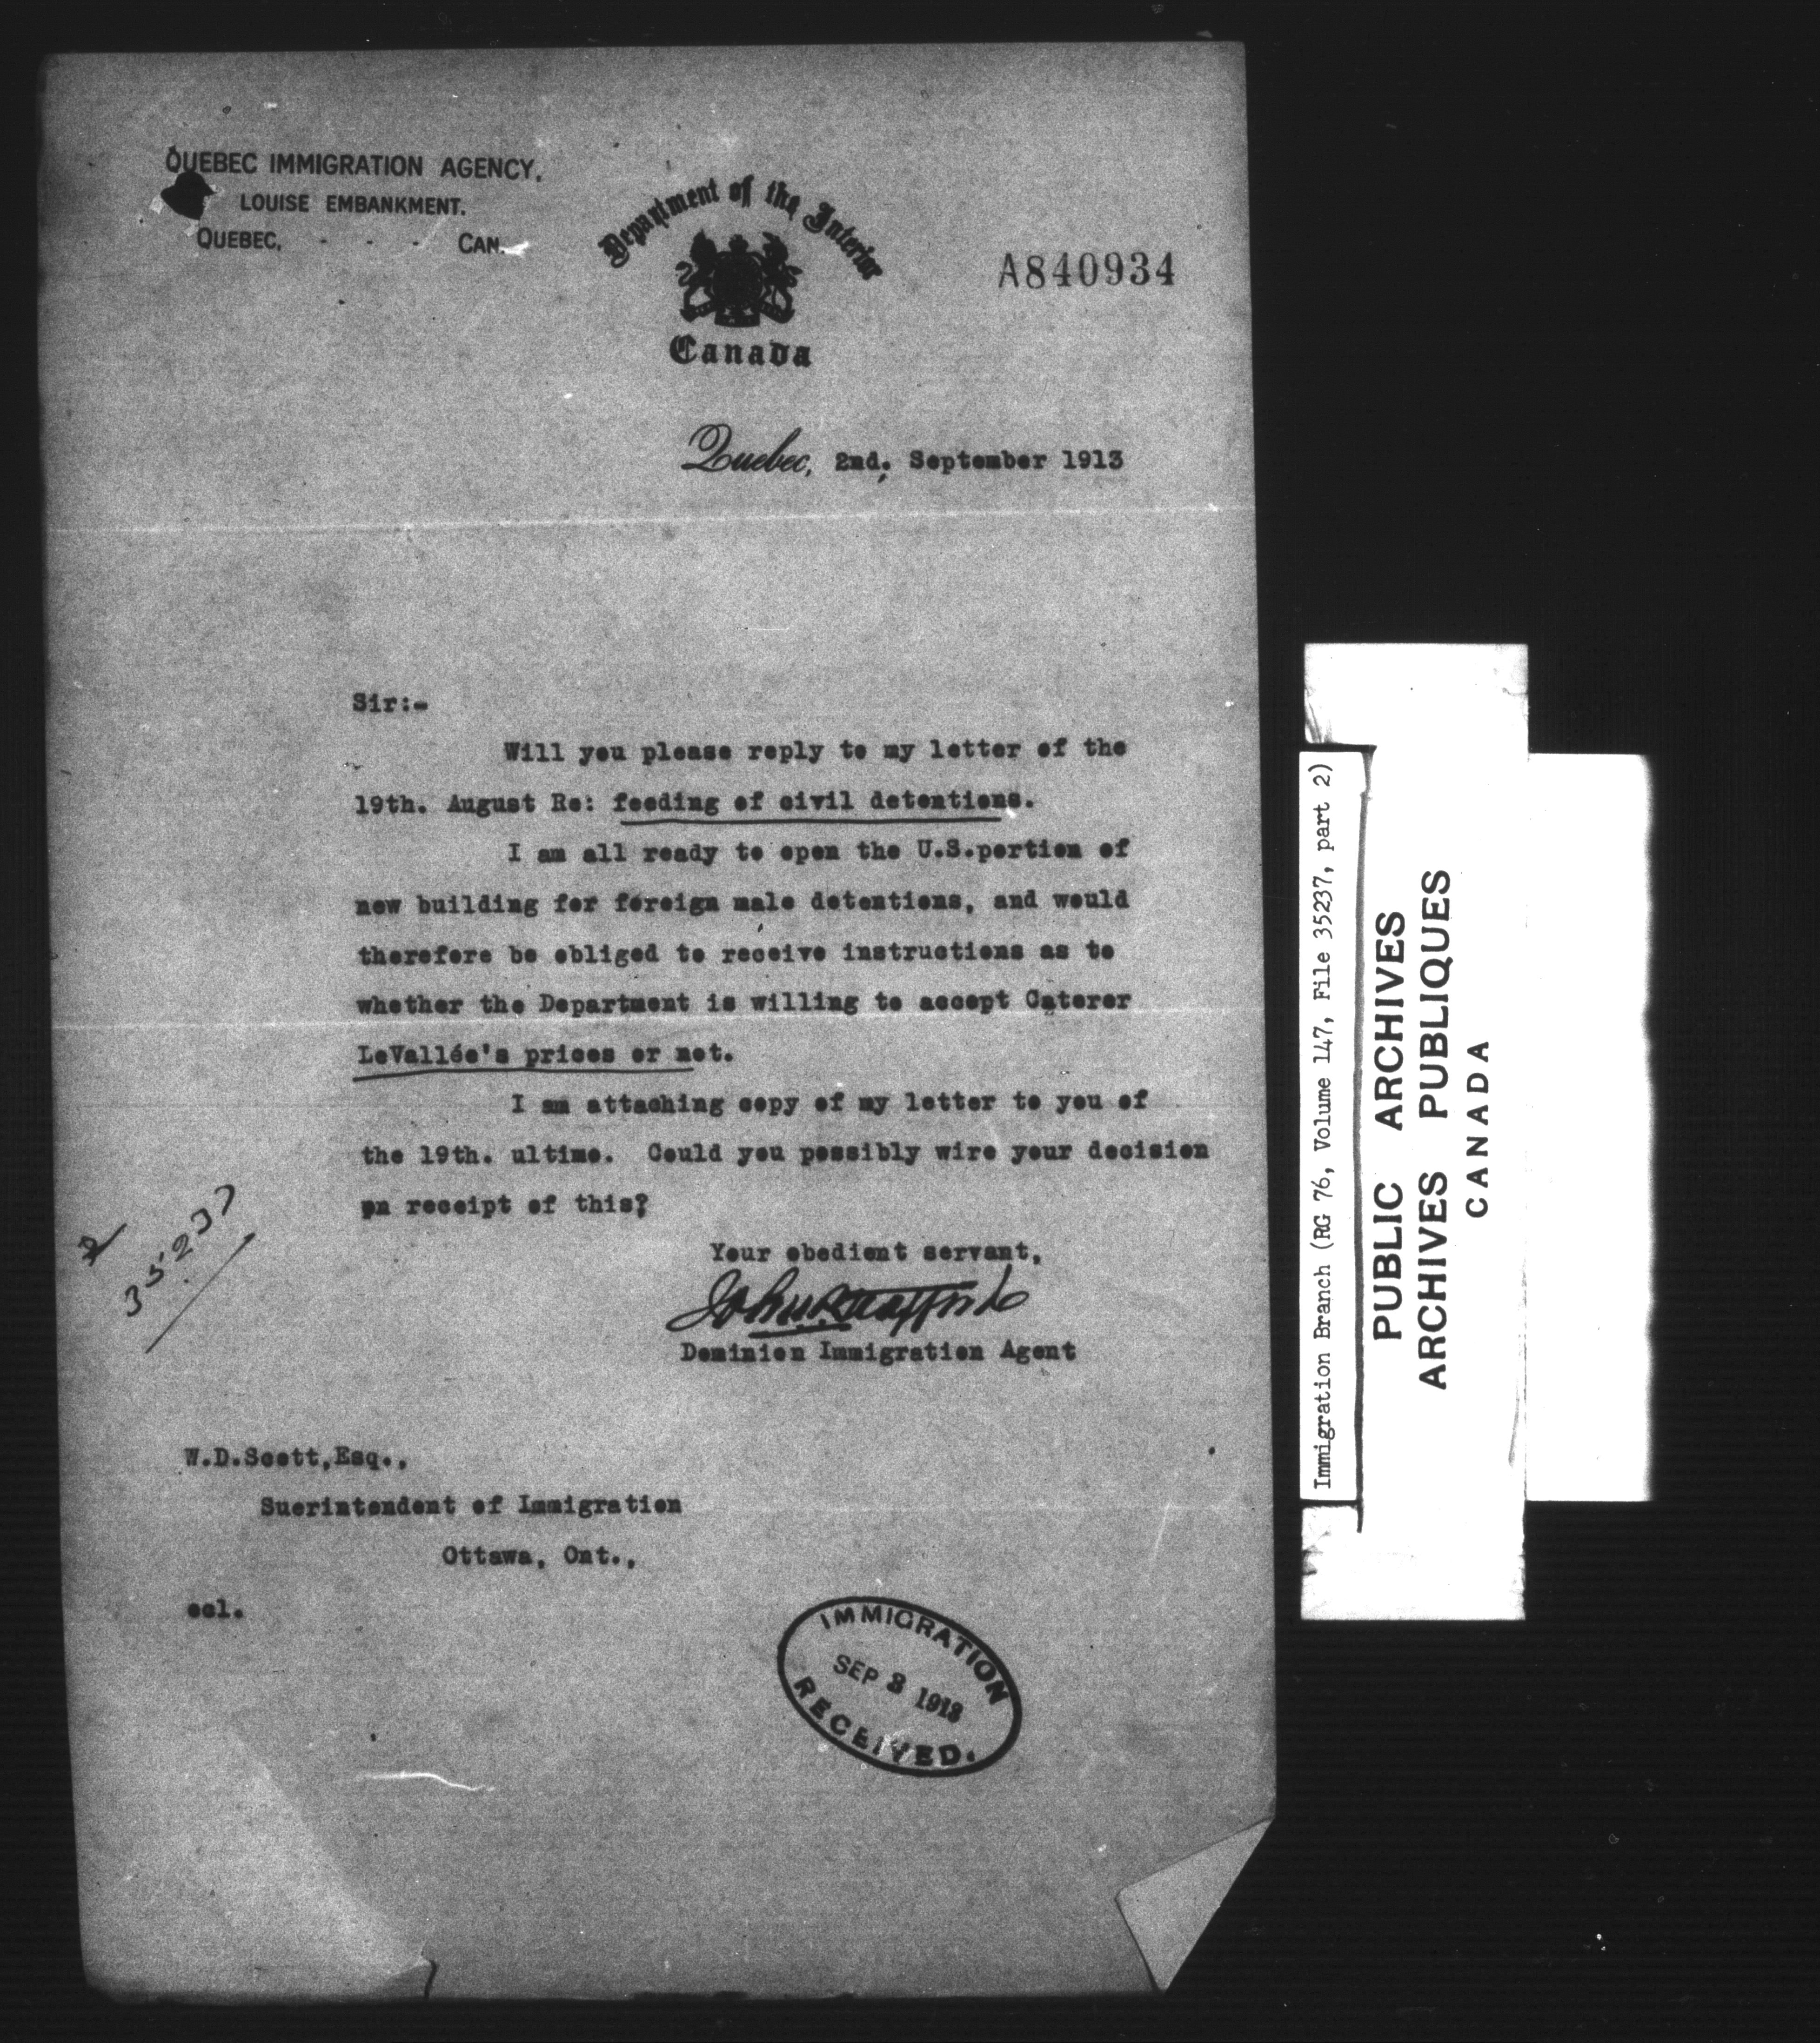 QUEBEC IMMIGRATION AGENCY.
LOUISE EMBANKMENT.
QUEBEC, - - - CAN.
Department of the Interior
Canada
A840934
Quebec, 2nd. September 1913
Sir:-
Will you please reply to my letter of the
19th. August Re: feeding of civil detentions.
I am all ready to open the U.S.portion of
new building for foreign male detentions, and would
therefore be obliged to receive instructions as to
whether the Department is willing to accept Caterer
LeVallée's prices or not.
I am attaching copy of my letter to you of
the 19th. ultimo. Could you possibly wire your decision
on receipt of this?
Your obedient servant,
Dominion Immigration Agent
2
35237
W.D.Scott,Esq.,
Suerintendent of Immigration
Ottawa, Ont.,
IMMIGRATION
SEP 3 1913
RECEIVED.
Immigration Branch (RG 76, Volume 147, File 35237, part 2)
PUBLIC ARCHIVES
ARCHIVES PUBLIQUES
CANADA